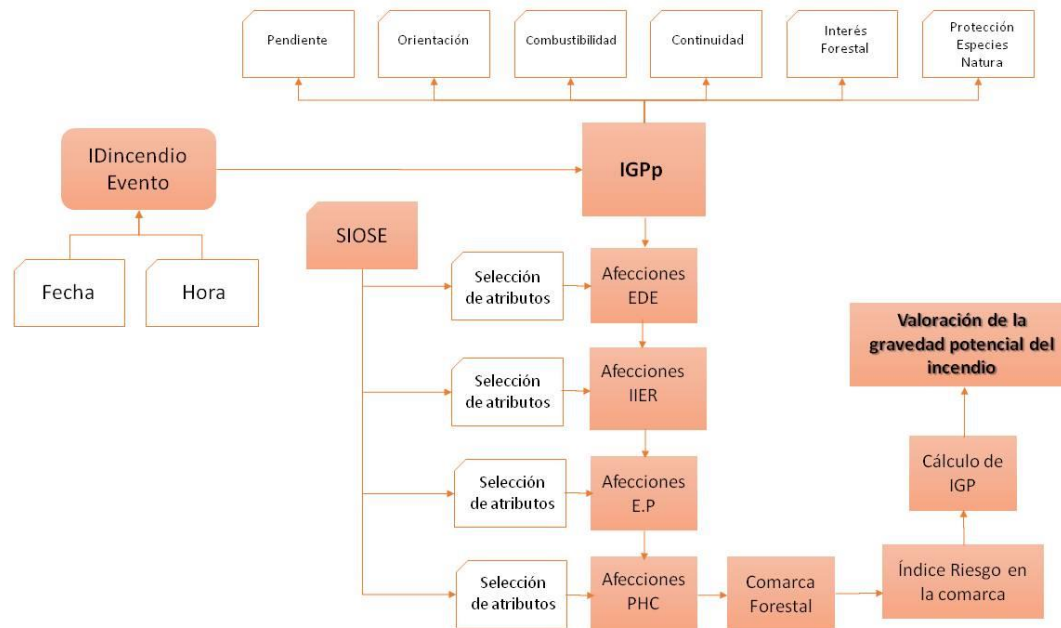 Pendiente
Orientación
Combustibilidad
Continuidad
Interés
Forestal
Protección
Especies
Natura
IDincendio
Evento
IGPp
Fecha
Hora
SIOSE
Selección
de atributos
Afecciones
EDE
Selección
de atributos
Afecciones
IIER
Selección
de atributos
Afecciones
E.P
Selección
de atributos
Afecciones
PHC
Comarca
Forestal
Índice Riesgo en
la comarca
Cálculo de
IGP
Valoración de la
gravedad potencial del
incendio